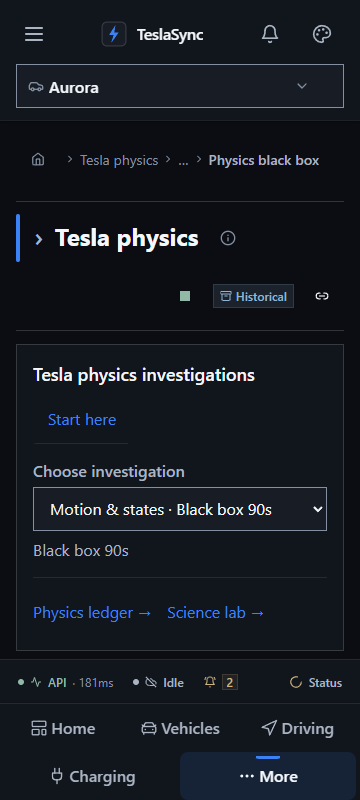 TeslaSync
Aurora
Tesla physics ... Physics black box
Tesla physics
Historical
Tesla physics investigations
Start here
Choose investigation
Motion & states · Black box 90s
Black box 90s
Physics ledger → Science lab →
API · 181ms Idle 2 Status
Home Vehicles Driving
Charging More